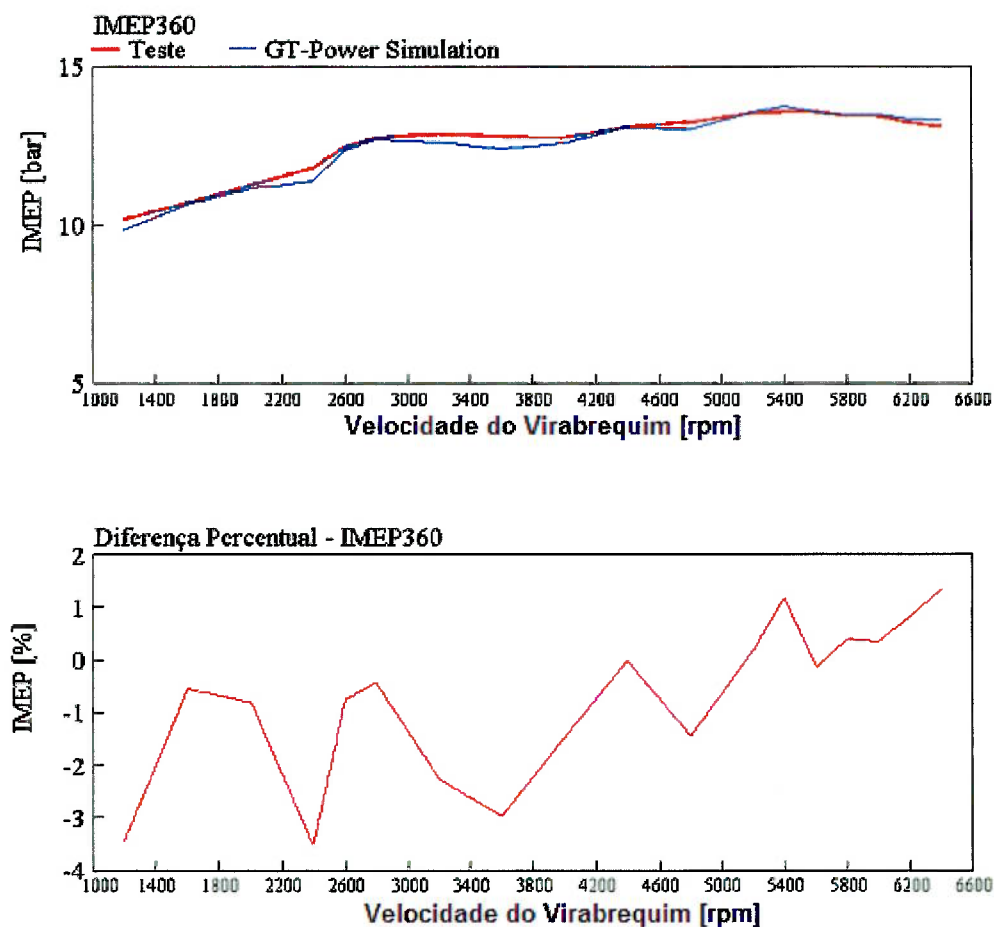 IMEP360
Teste GT-Power Simulation
15
10
5
IMEP [bar]
1000 1400 1800 2200 2600 3000 3400 3800 4200 4600 5000 5400 5800 6200 6600
Velocidade do Virabrequim [rpm]
Diferença Percentual - IMEP360
2
1
0
-1
-2
-3
-4
IMEP [%]
1000 1400 1800 2200 2600 3000 3400 3800 4200 4600 5000 5400 5800 6200 6600
Velocidade do Virabrequim [rpm]